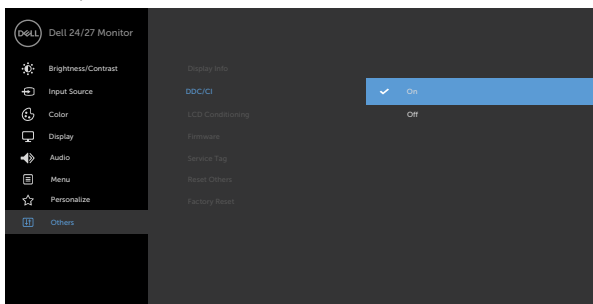 DELL Dell 24/27 Monitor
Brightness/Contrast
Input Source
Color
Display
Audio
Menu
Personalize
Others
Display Info
DDC/CI
LCD Conditioning
Firmware
Service Tag
Reset Others
Factory Reset
On
Off